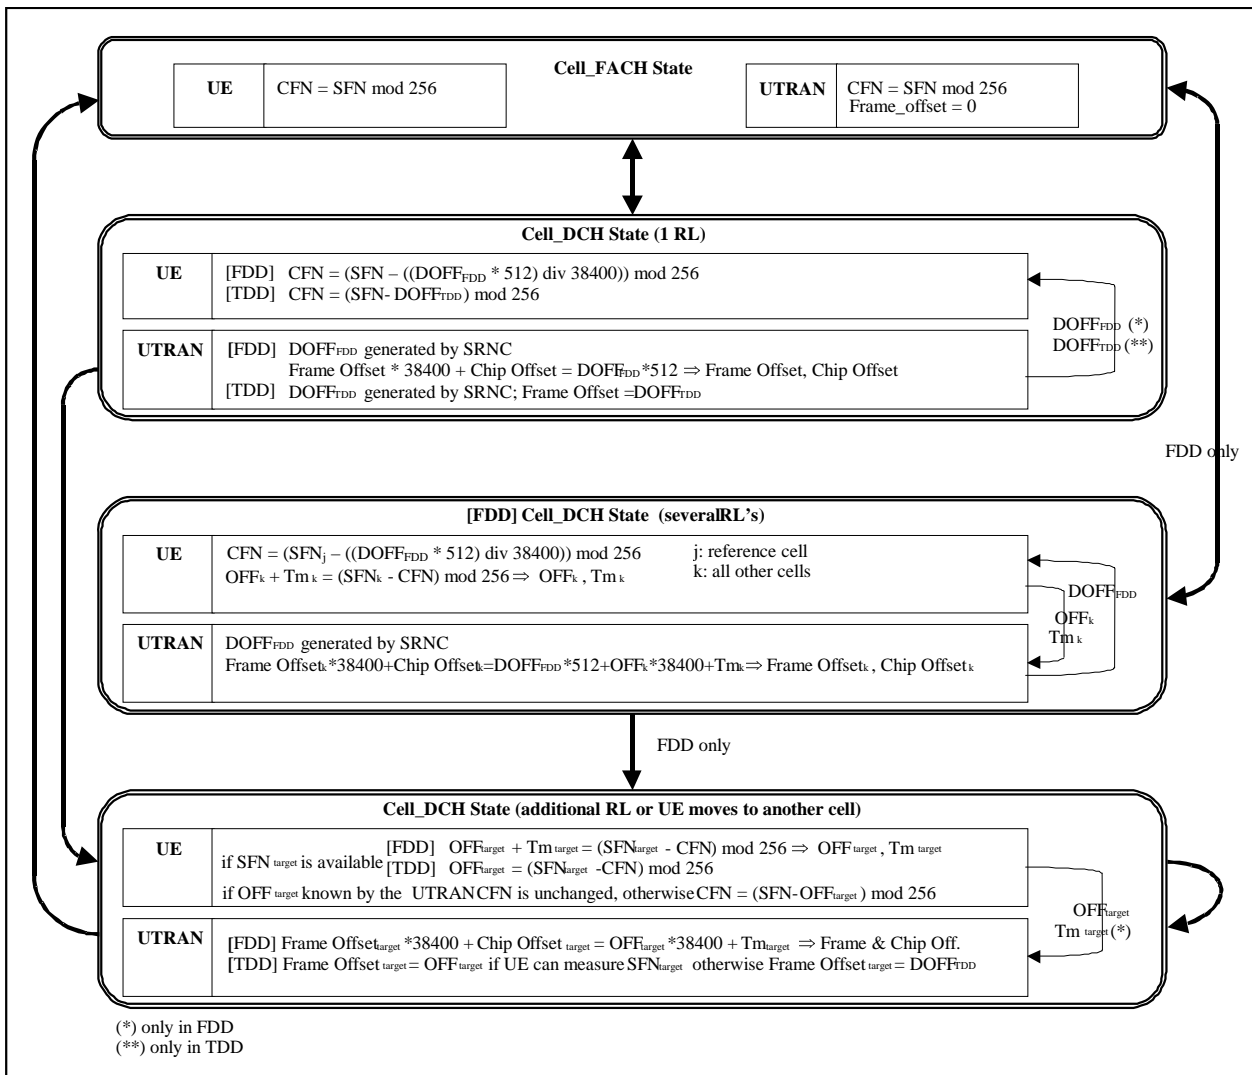 Cell_FACH State
UE CFN = SFN mod 256
UTRAN CFN = SFN mod 256
Frame_offset = 0
Cell_DCH State (1 RL)
UE [FDD] CFN = (SFN – ((DOFFFDD * 512) div 38400)) mod 256
[TDD] CFN = (SFN- DOFFTDD) mod 256
DOFFFDD (*)
DOFFTDD (**)
UTRAN [FDD] DOFFFDD generated by SRNC
Frame Offset * 38400 + Chip Offset = DOFFFDD *512 ⇒ Frame Offset, Chip Offset
[TDD] DOFFTDD generated by SRNC; Frame Offset =DOFFTDD
FDD only
[FDD] Cell_DCH State (severalRL's)
UE CFN = (SFNj – ((DOFFFDD * 512) div 38400)) mod 256 j: reference cell
OFFk + Tm k = (SFNk - CFN) mod 256 ⇒ OFFk , Tm k k: all other cells
DOFFFDD
OFFk
Tm k
UTRAN DOFFFDD generated by SRNC
Frame Offsetk*38400+Chip Offsetk=DOFFFDD *512+OFFk*38400+Tmk ⇒ Frame Offsetk , Chip Offset k
FDD only
Cell_DCH State (additional RL or UE moves to another cell)
UE [FDD] OFFtarget + Tm target = (SFNtarget - CFN) mod 256 ⇒ OFF target , Tm target
if SFN target is available [TDD] OFFtarget = (SFNtarget -CFN) mod 256
if OFF target known by the UTRAN CFN is unchanged, otherwise CFN = (SFN-OFFtarget ) mod 256
OFFtarget
Tm target (*)
UTRAN [FDD] Frame Offsettarget *38400 + Chip Offset target = OFFtarget *38400 + Tmtarget ⇒ Frame & Chip Off.
[TDD] Frame Offset target = OFF target if UE can measure SFNtarget otherwise Frame Offset target = DOFFTDD
(*) only in FDD
(**) only in TDD